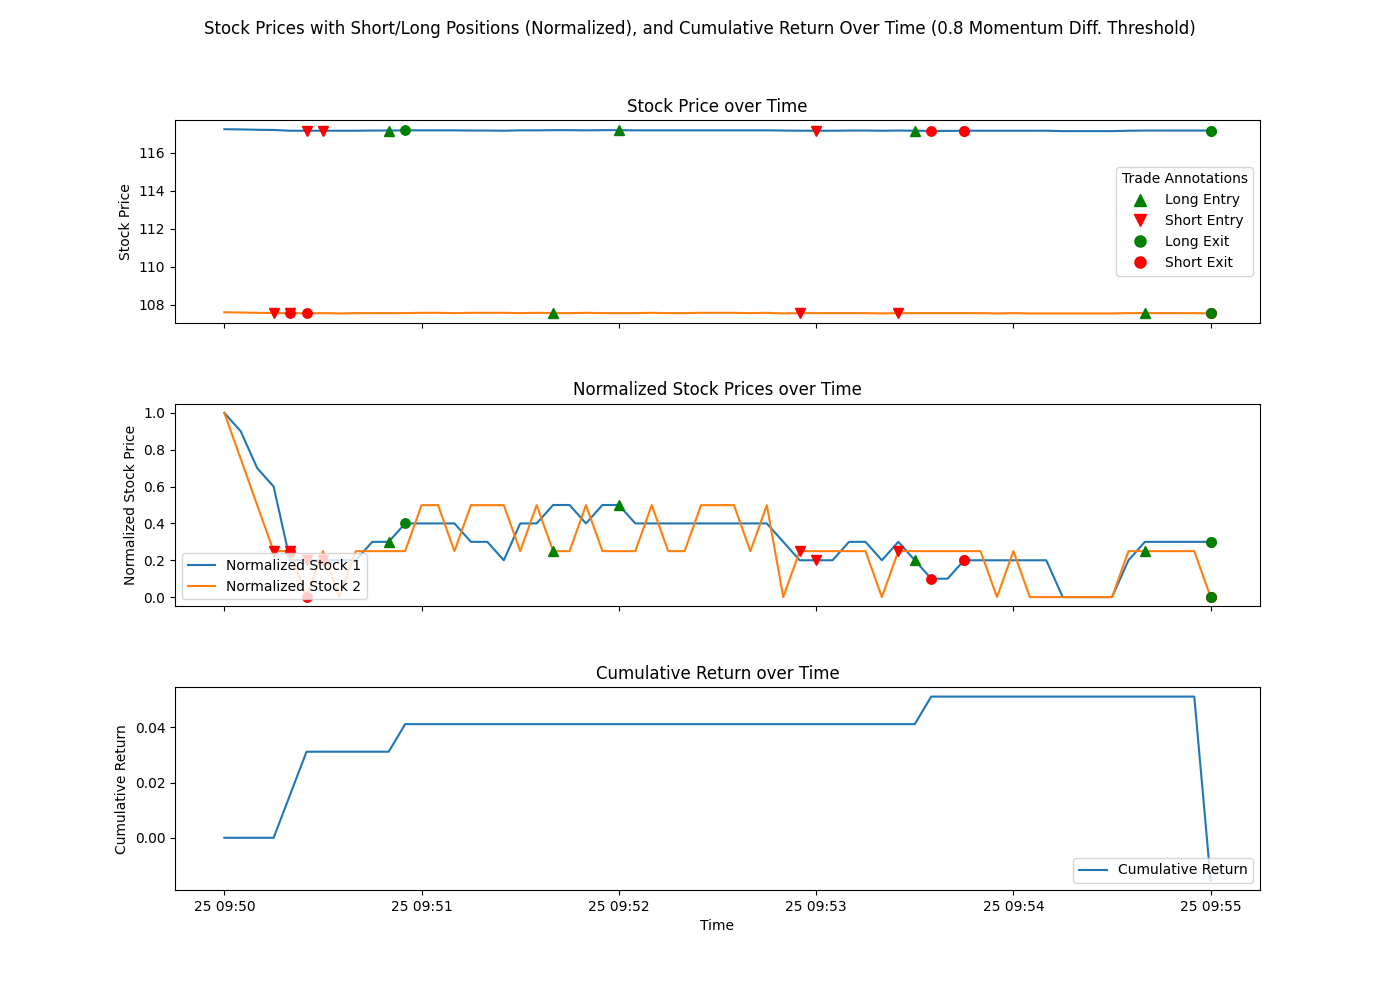 Stock Prices with Short/Long Positions (Normalized), and Cumulative Return Over Time (0.8 Momentum Diff. Threshold)
Stock Price over Time
Stock Price
116
114
112
110
108
Trade Annotations
Long Entry
Short Entry
Long Exit
Short Exit
Normalized Stock Prices over Time
Normalized Stock Price
1.0
0.8
0.6
0.4
0.2
0.0
Normalized Stock 1
Normalized Stock 2
Cumulative Return over Time
Cumulative Return
0.04
0.02
0.00
Cumulative Return
25 09:50 25 09:51 25 09:52 25 09:53 25 09:54 25 09:55
Time